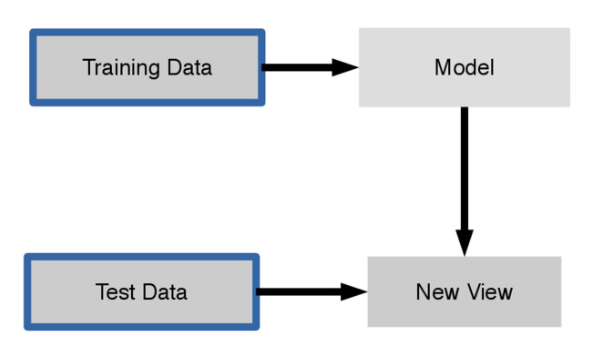 Training Data
Model
Test Data
New View